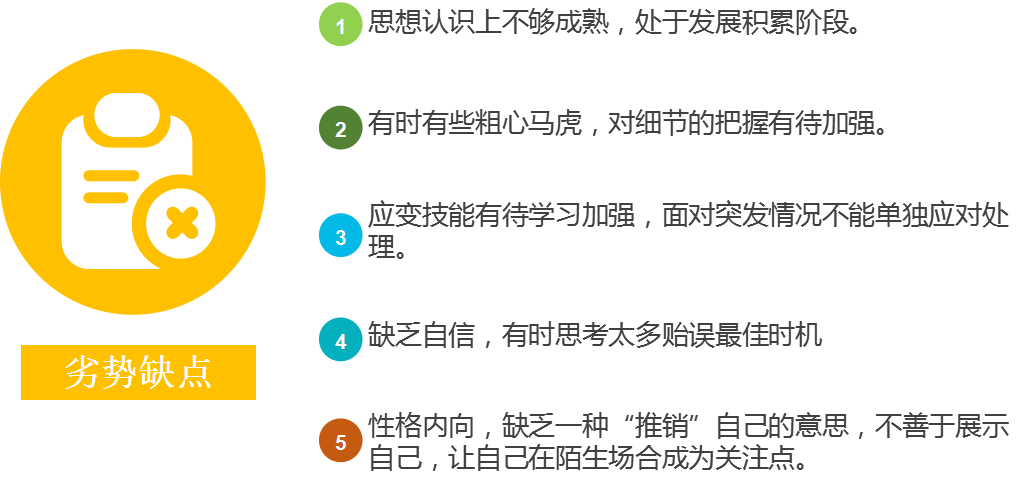 1 思想认识上不够成熟，处于发展积累阶段。
2 有时有些粗心马虎，对细节的把握有待加强。
3 应变技能有待学习加强，面对突发情况不能单独应对处
理。
4 缺乏自信，有时思考太多贻误最佳时机
5 性格内向，缺乏一种“推销”自己的意思，不善于展示
自己，让自己在陌生场合成为关注点。
劣势缺点